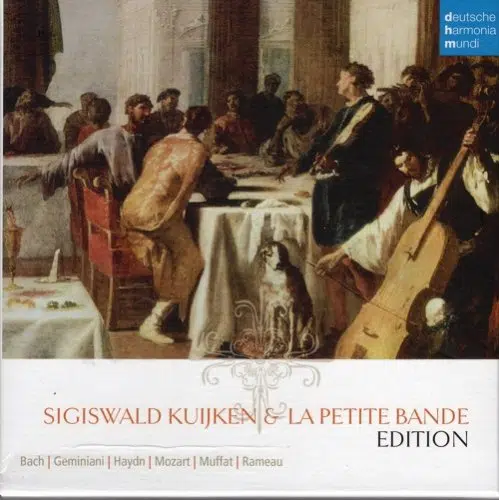 deutsche
harmonia
mundi
d
h
m
SIGISWALD KUIJKEN & LA PETITE BANDE
EDITION
Bach | Geminiani | Haydn | Mozart | Muffat | Rameau